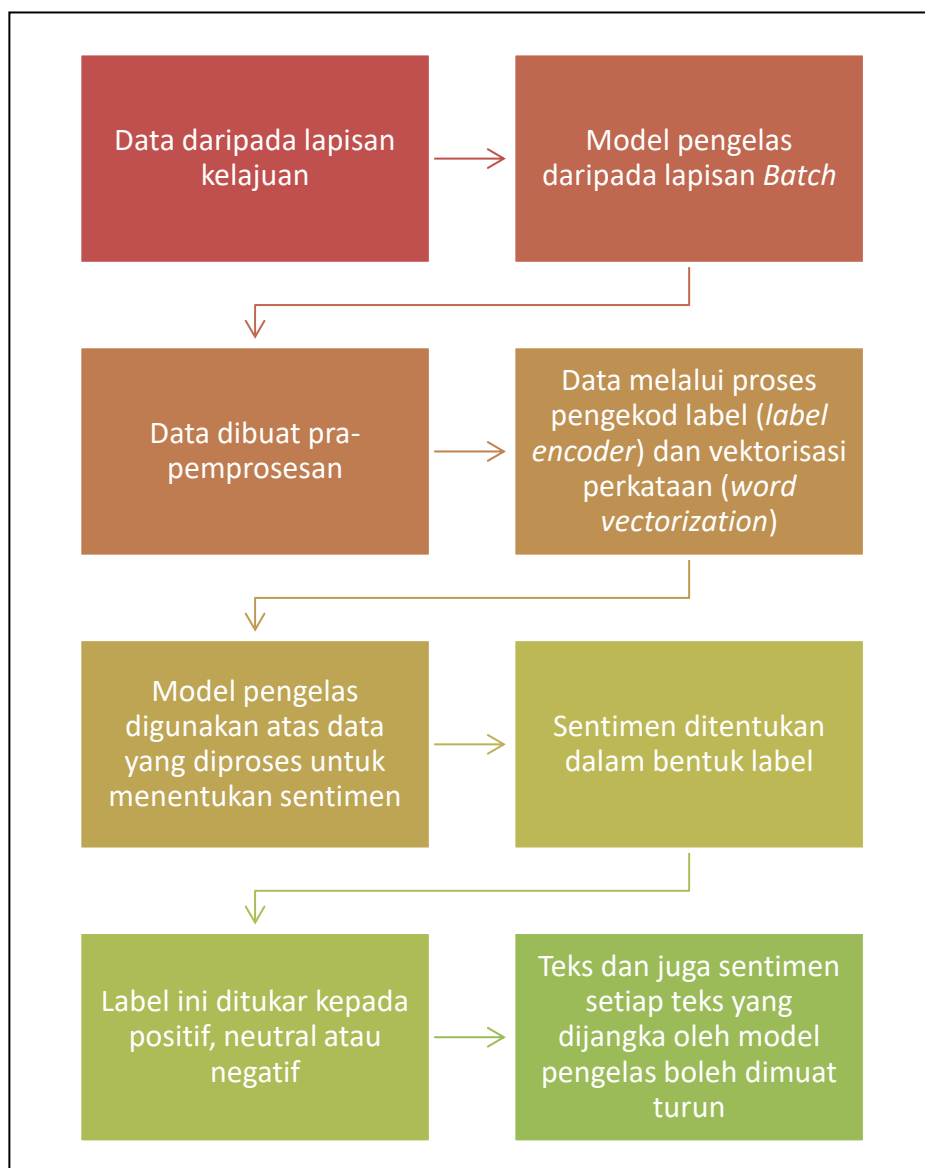 Data daripada lapisan
kelajuan
Model pengelas
daripada lapisan Batch
Data dibuat pra-
pemprosesan
Data melalui proses
pengekod label (label
encoder) dan vektorisasi
perkataan (word
vectorization)
Model pengelas
digunakan atas data
yang diproses untuk
menentukan sentimen
Sentimen ditentukan
dalam bentuk label
Label ini ditukar kepada
positif, neutral atau
negatif
Teks dan juga sentimen
setiap teks yang
dijangka oleh model
pengelas boleh dimuat
turun